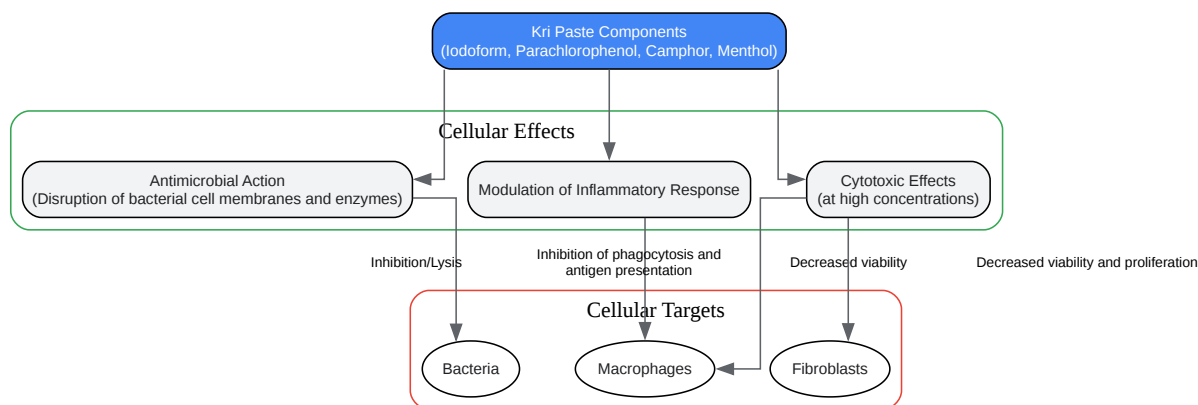 Kri Paste Components
(Iodoform, Parachlorophenol, Camphor, Menthol)
Cellular Effects
Antimicrobial Action
(Disruption of bacterial cell membranes and enzymes)
Modulation of Inflammatory Response
Cytotoxic Effects
(at high concentrations)
Inhibition/Lysis
Inhibition of phagocytosis and
antigen presentation
Decreased viability
Decreased viability and proliferation
Cellular Targets
Bacteria
Macrophages
Fibroblasts